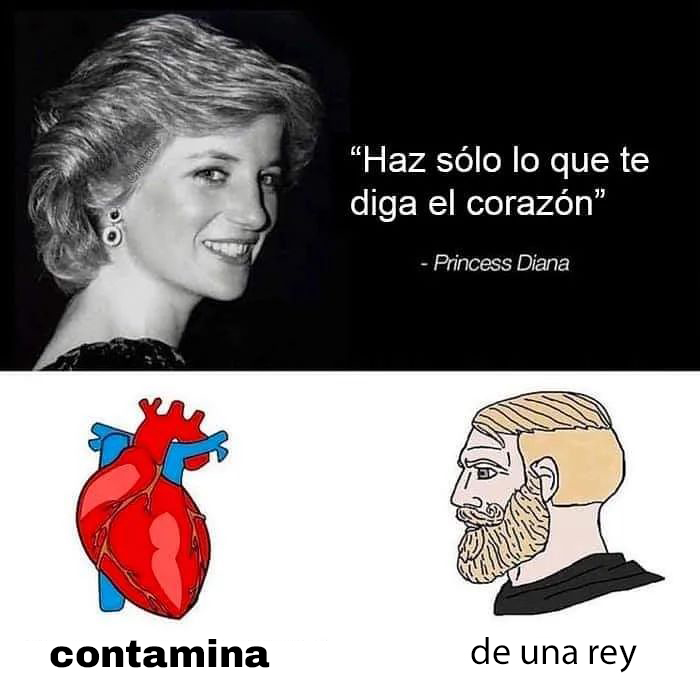 “Haz sólo lo que te
diga el corazón”
- Princess Diana
contamina
de una rey